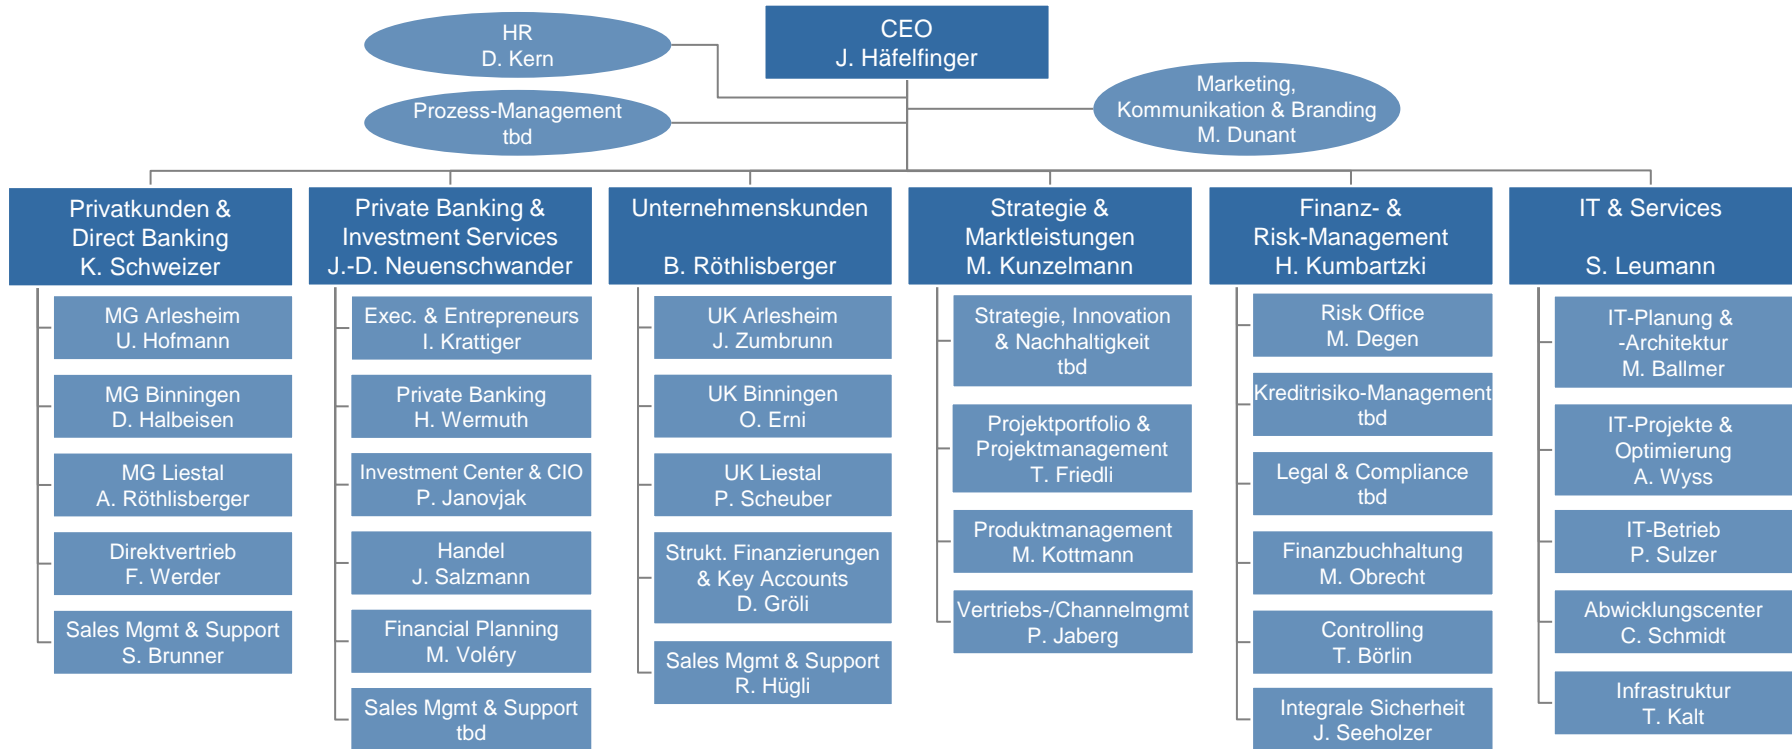 CEO
J. Häfelfinger
HR
D. Kern
Prozess-Management
tbd
Marketing,
Kommunikation & Branding
M. Dunant
Privatkunden &
Direct Banking
K. Schweizer
MG Arlesheim
U. Hofmann
MG Binningen
D. Halbeisen
MG Liestal
A. Röthlisberger
Direktvertrieb
F. Werder
Sales Mgmt & Support
S. Brunner
Private Banking &
Investment Services
J.-D. Neuenschwander
Exec. & Entrepreneurs
I. Krattiger
Private Banking
H. Wermuth
Investment Center & CIO
P. Janovjak
Handel
J. Salzmann
Financial Planning
M. Voléry
Sales Mgmt & Support
tbd
Unternehmenskunden
B. Röthlisberger
UK Arlesheim
J. Zumbrunn
UK Binningen
O. Erni
UK Liestal
P. Scheuber
Strukt. Finanzierungen
& Key Accounts
D. Gröli
Sales Mgmt & Support
R. Hügli
Strategie &
Marktleistungen
M. Kunzelmann
Strategie, Innovation
& Nachhaltigkeit
tbd
Projektportfolio &
Projektmanagement
T. Friedli
Produktmanagement
M. Kottmann
Vertriebs-/Channelmgmt
P. Jaberg
Finanz- &
Risk-Management
H. Kumbartzki
Risk Office
M. Degen
Kreditrisiko-Management
tbd
Legal & Compliance
tbd
Finanzbuchhaltung
M. Obrecht
Controlling
T. Börlin
Integrale Sicherheit
J. Seeholzer
IT & Services
S. Leumann
IT-Planung &
-Architektur
M. Ballmer
IT-Projekte &
Optimierung
A. Wyss
IT-Betrieb
P. Sulzer
Abwicklungscenter
C. Schmidt
Infrastruktur
T. Kalt